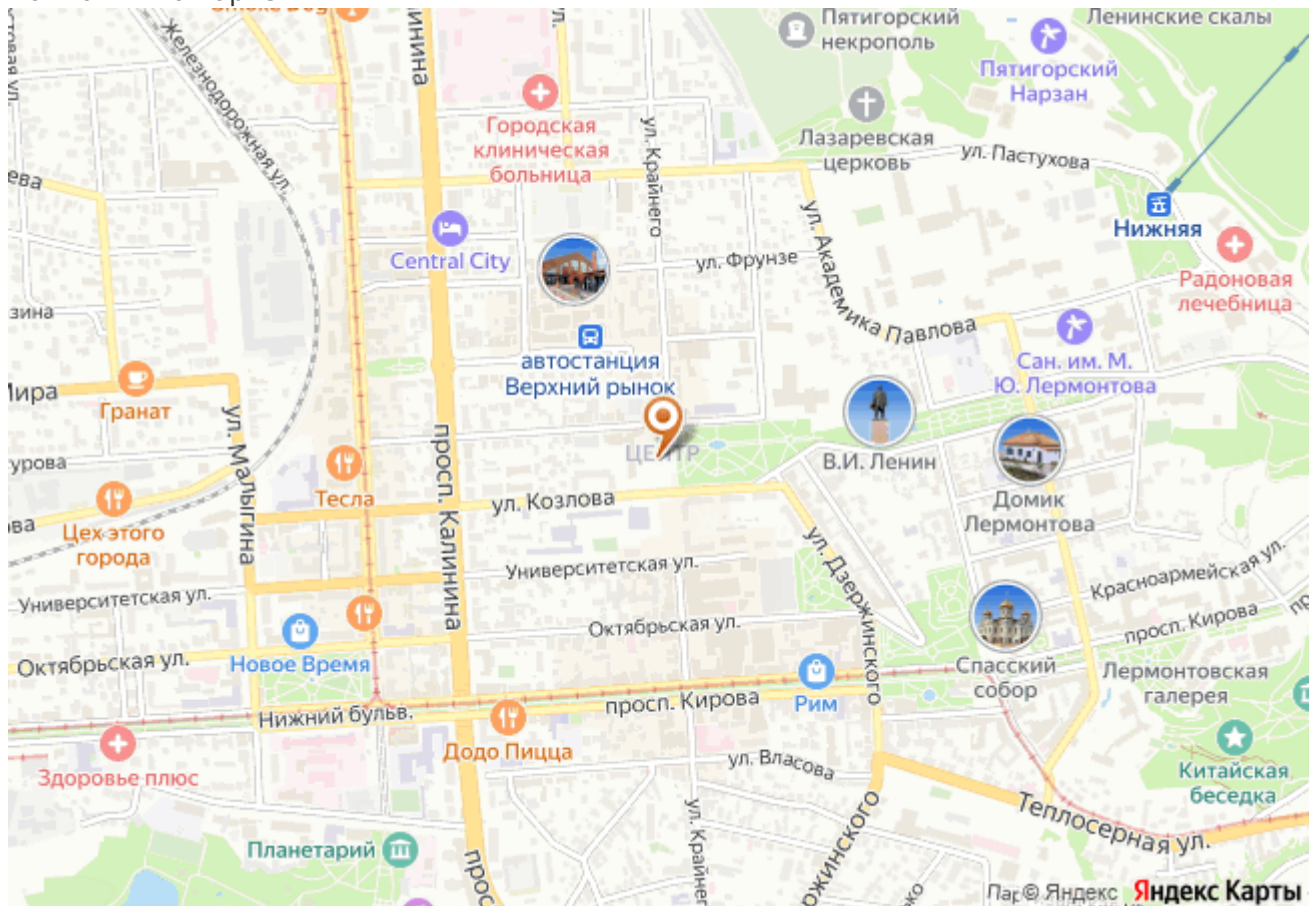 Smoke Dog
Железнодорожная ул.
Пятигорский
некрополь
Ленинские скалы
Пятигорский
Нарзан
Городская
клиническая
больница
ул. Крайнего
Лазаревская
церковь
ул. Пастухова
Нижняя
Central City
ул. Фрунзе
ул. Академика Павлова
Радоновая
лечебница
автостанция
Верхний рынок
Сан. им. М.
Ю. Лермонтова
Гранат
ул. Малыгина
просп. Калинина
ЦЕНТР
В.И. Ленин
Тесла
ул. Козлова
Домик
Лермонтова
Цех этого
города
ул. Дзержинского
Университетская ул.
Университетская ул.
Красноармейская ул.
просп. Кирова
Октябрьская ул.
Октябрьская ул.
Новое Время
Спасский
собор
Лермонтовская
галерея
Рим
просп. Кирова
Нижний бульв.
Додо Пицца
Здоровье плюс
ул. Власова
Китайская
беседка
Теплосерная ул.
Планетарий
ул. Крайнег
© Яндекс Яндекс Карты